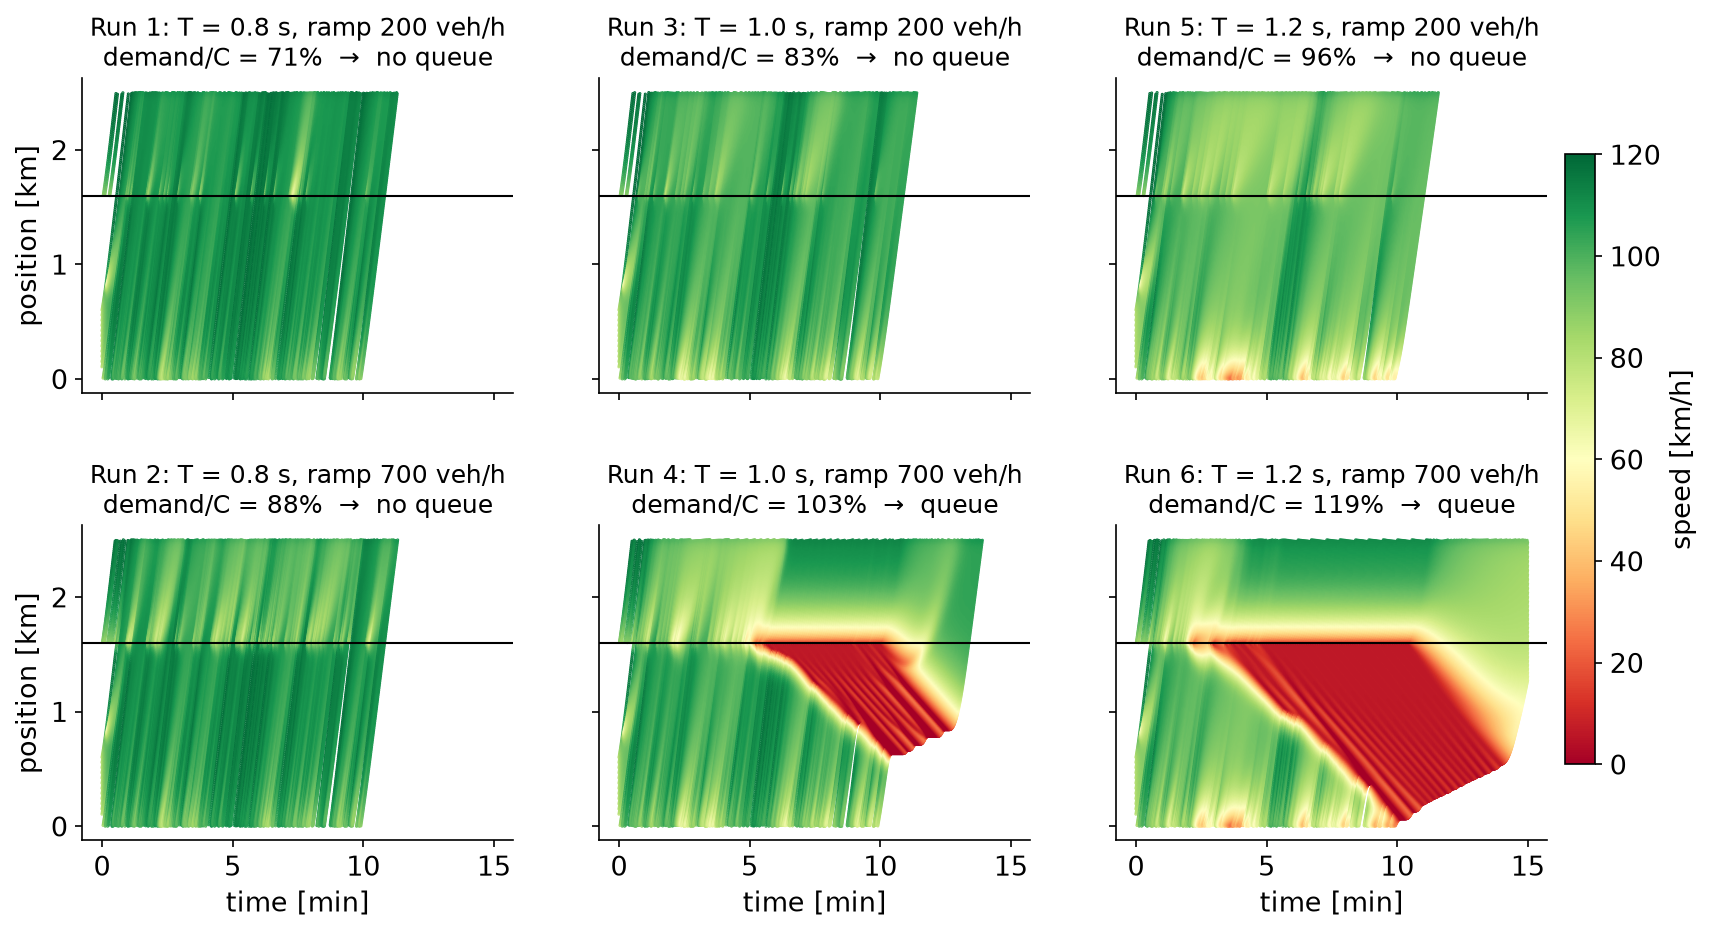 Run 1: T = 0.8 s, ramp 200 veh/h
demand/C = 71% → no queue
Run 3: T = 1.0 s, ramp 200 veh/h
demand/C = 83% → no queue
Run 5: T = 1.2 s, ramp 200 veh/h
demand/C = 96% → no queue
position [km]
2
1
0
Run 2: T = 0.8 s, ramp 700 veh/h
demand/C = 88% → no queue
Run 4: T = 1.0 s, ramp 700 veh/h
demand/C = 103% → queue
Run 6: T = 1.2 s, ramp 700 veh/h
demand/C = 119% → queue
position [km]
2
1
0
0 5 10 15
time [min]
0 5 10 15
time [min]
0 5 10 15
time [min]
120
100
80
60
40
20
0
speed [km/h]